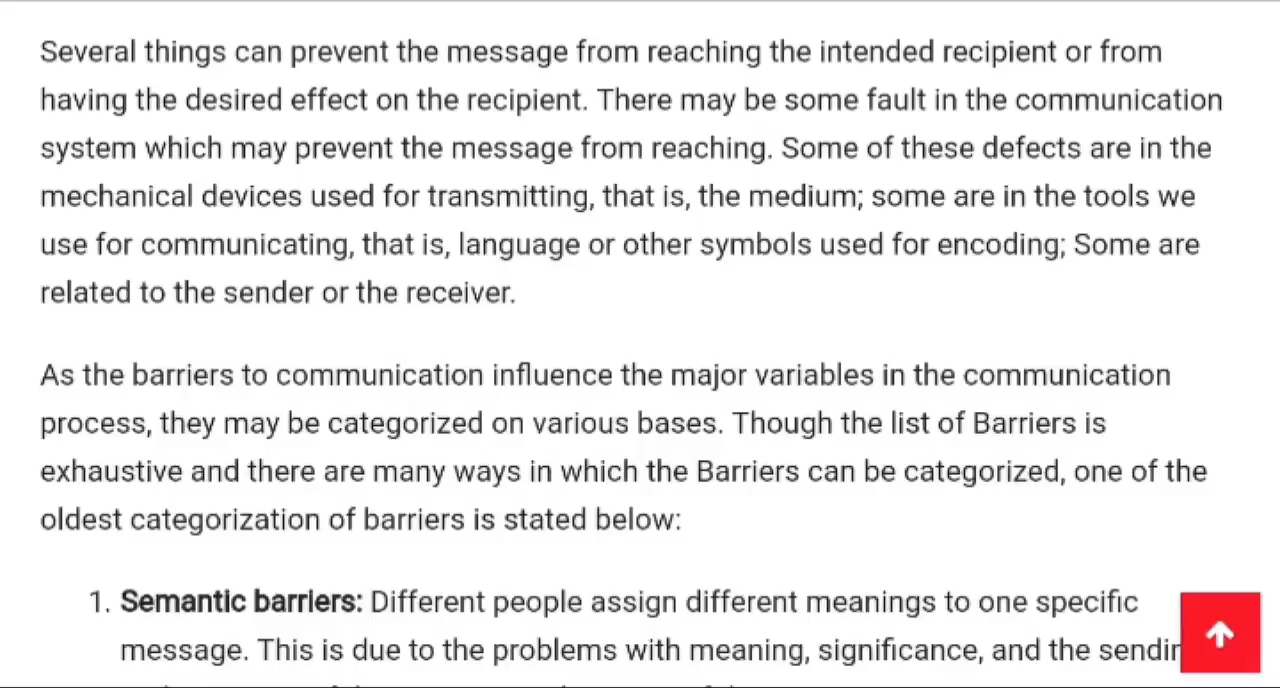 Several things can prevent the message from reaching the intended recipient or from
having the desired effect on the recipient. There may be some fault in the communication
system which may prevent the message from reaching. Some of these defects are in the
mechanical devices used for transmitting, that is, the medium; some are in the tools we
use for communicating, that is, language or other symbols used for encoding; Some are
related to the sender or the receiver.
As the barriers to communication influence the major variables in the communication
process, they may be categorized on various bases. Though the list of Barriers is
exhaustive and there are many ways in which the Barriers can be categorized, one of the
oldest categorization of barriers is stated below:
1. Semantic barriers: Different people assign different meanings to one specific
message. This is due to the problems with meaning, significance, and the